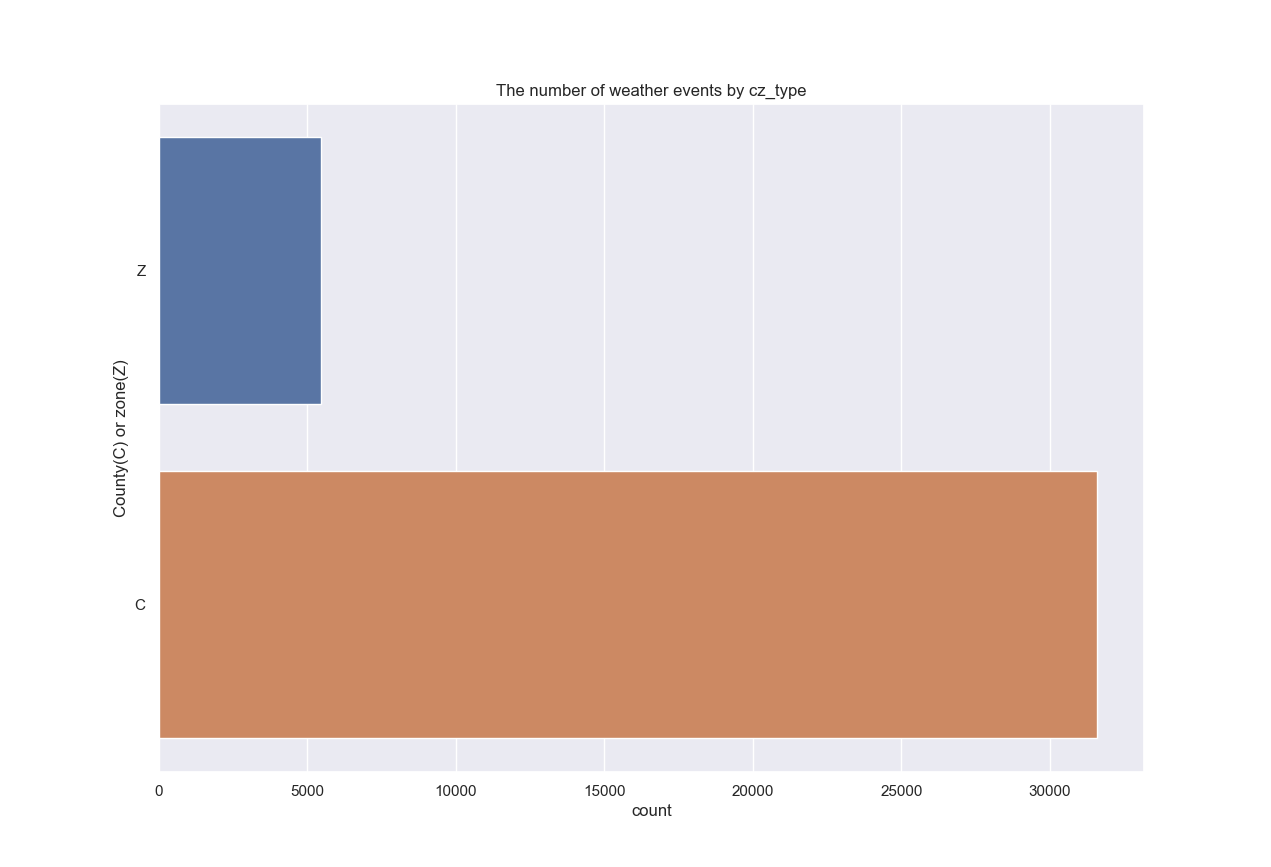 The number of weather events by cz_type
County(C) or zone(Z)
Z
C
0 5000 10000 15000 20000 25000 30000
count